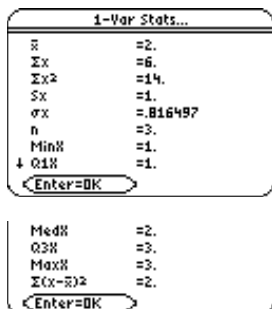 1-Var Stats...
x̄ =2.
Σx =6.
Σx² =14.
Sx =1.
σx =.816497
n =3.
MinX =1.
↓ Q1X =1.
Enter=OK
MedX =2.
Q3X =3.
MaxX =3.
Σ(x-x̄)² =2.
Enter=OK